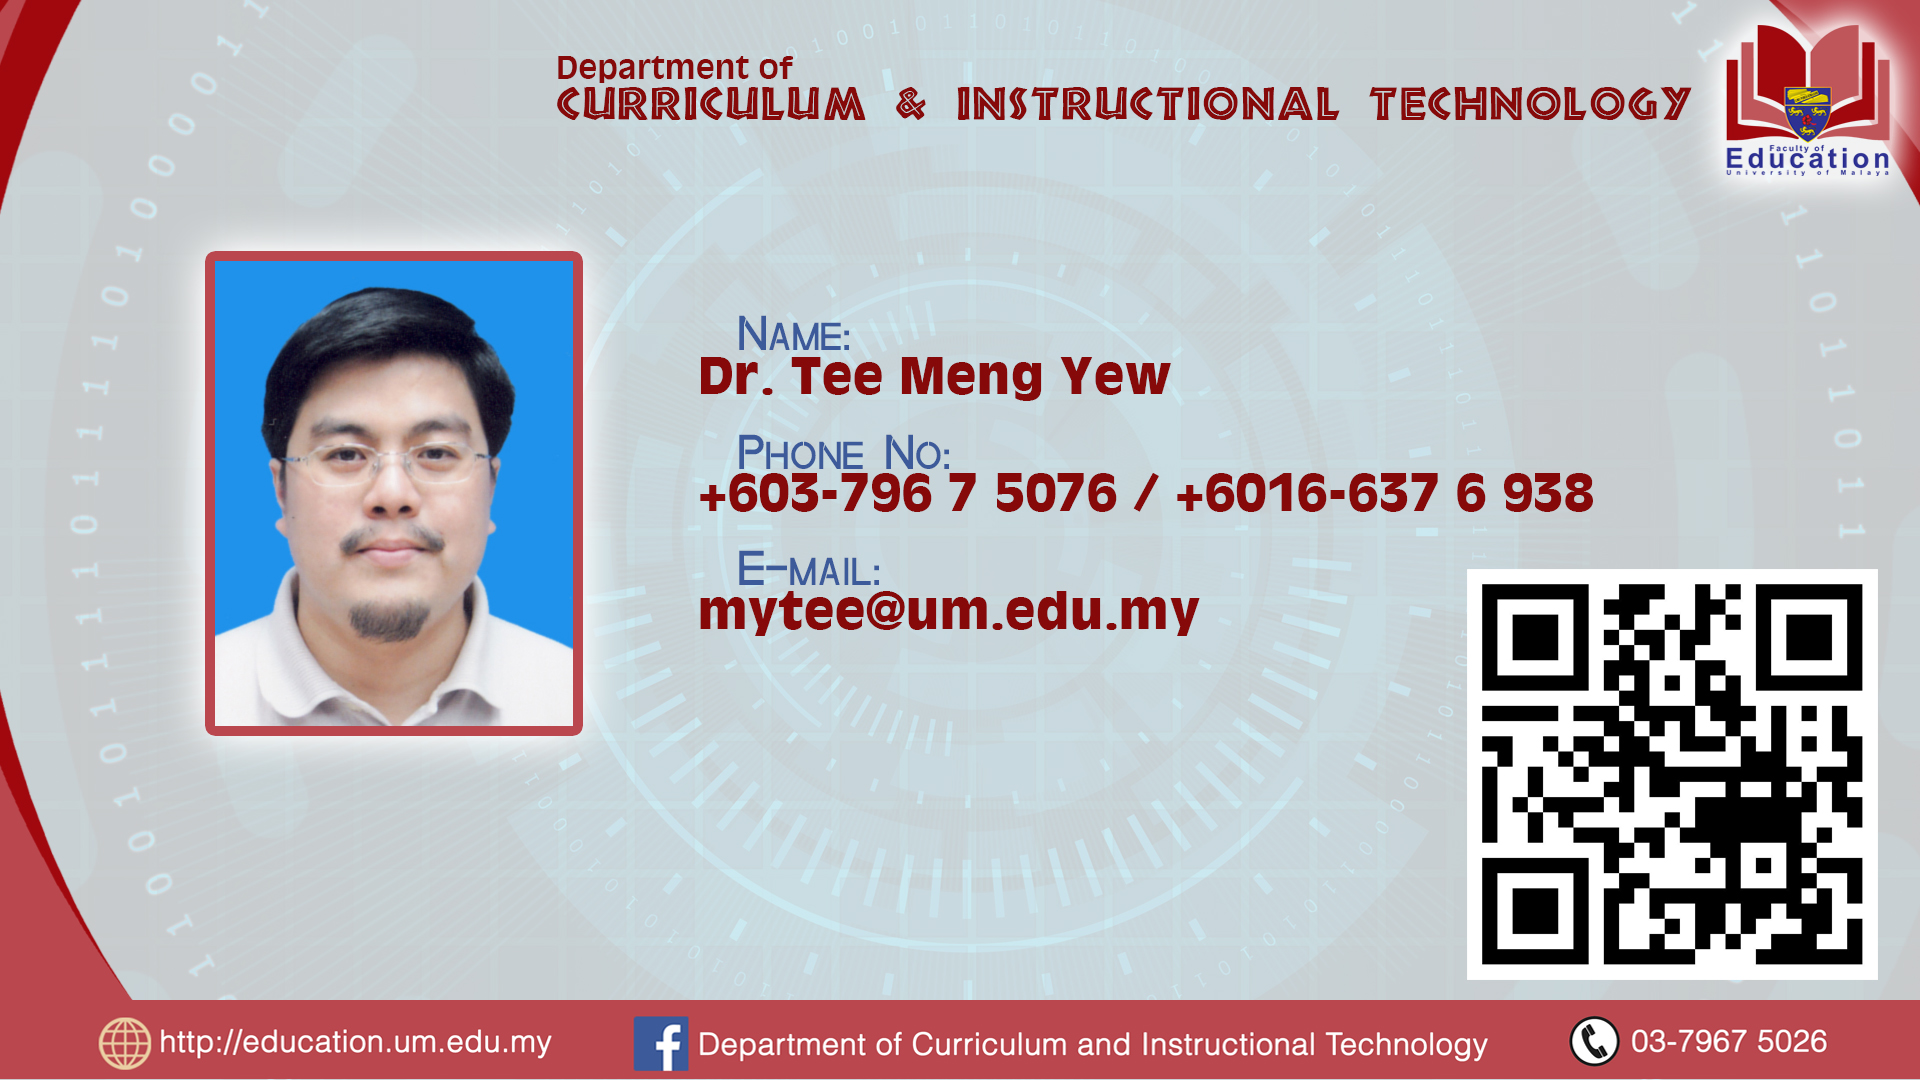 Department of
CURRICULUM & INSTRUCTIONAL TECHNOLOGY
Faculty of
Education
University of Malaya
Name:
Dr. Tee Meng Yew
Phone No:
+603-796 7 5076 / +6016-637 6 938
E-mail:
mytee@um.edu.my
http://education.um.edu.my
f Department of Curriculum and Instructional Technology
03-7967 5026